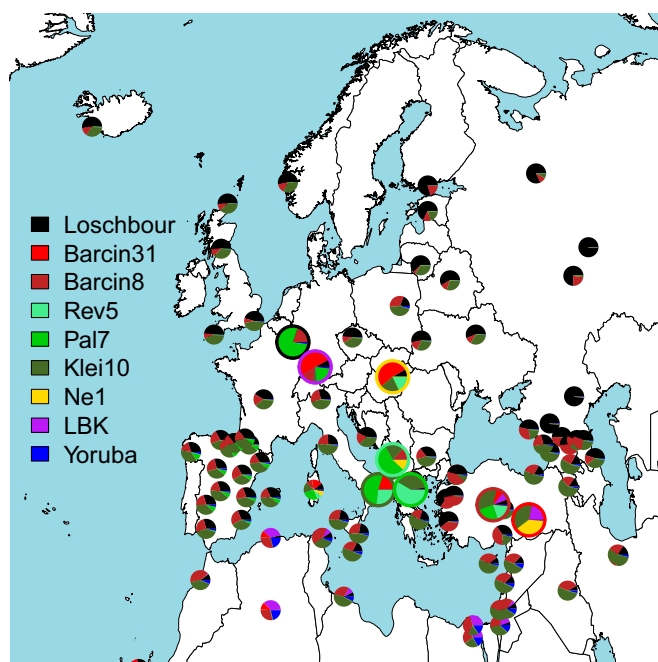 Loschbour
Barcin31
Barcin8
Rev5
Pal7
Klei10
Ne1
LBK
Yoruba